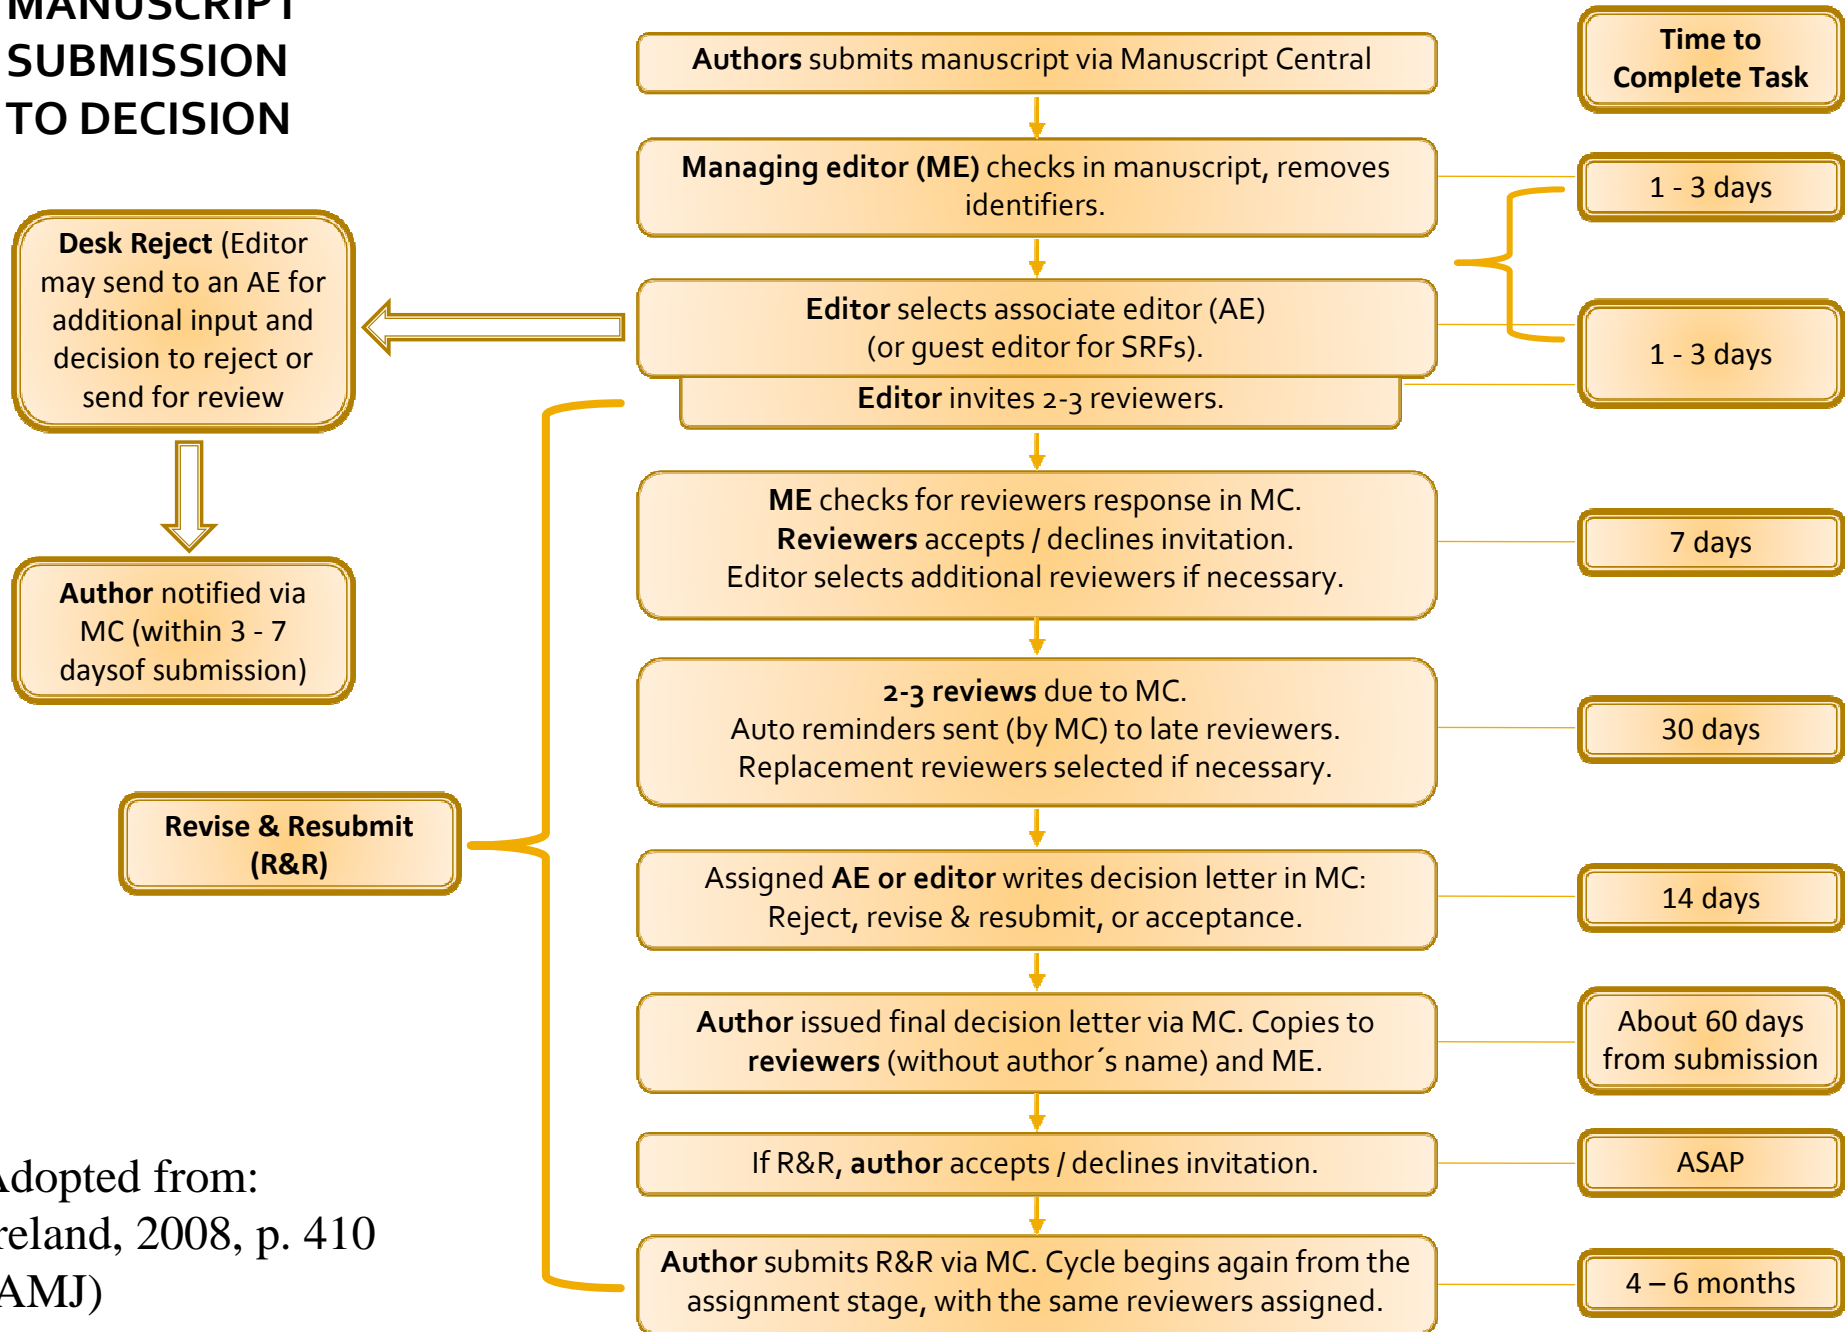 MANUSCRIPT
SUBMISSION
TO DECISION
Authors submits manuscript via Manuscript Central
Time to
Complete Task
Managing editor (ME) checks in manuscript, removes
identifiers.
1 - 3 days
Desk Reject (Editor
may send to an AE for
additional input and
decision to reject or
send for review
Editor selects associate editor (AE)
(or guest editor for SRFs).
Editor invites 2-3 reviewers.
1 - 3 days
Author notified via
MC (within 3 - 7
daysof submission)
ME checks for reviewers response in MC.
Reviewers accepts / declines invitation.
Editor selects additional reviewers if necessary.
7 days
2-3 reviews due to MC.
Auto reminders sent (by MC) to late reviewers.
Replacement reviewers selected if necessary.
30 days
Revise & Resubmit
(R&R)
Assigned AE or editor writes decision letter in MC:
Reject, revise & resubmit, or acceptance.
14 days
Author issued final decision letter via MC. Copies to
reviewers (without author´s name) and ME.
About 60 days
from submission
If R&R, author accepts / declines invitation.
ASAP
Author submits R&R via MC. Cycle begins again from the
assignment stage, with the same reviewers assigned.
4 – 6 months
Adopted from:
reland, 2008, p. 410
AMJ)